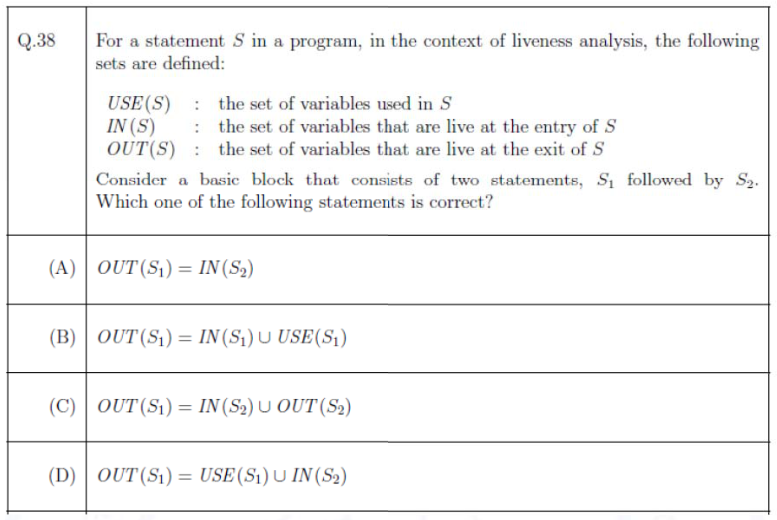 Q.38 For a statement S in a program, in the context of liveness analysis, the following
sets are defined:
USE(S) : the set of variables used in S
IN(S) : the set of variables that are live at the entry of S
OUT(S) : the set of variables that are live at the exit of S
Consider a basic block that consists of two statements, S₁ followed by S₂.
Which one of the following statements is correct?
(A) OUT(S₁) = IN(S₂)
(B) OUT(S₁) = IN(S₁) ∪ USE(S₁)
(C) OUT(S₁) = IN(S₂) ∪ OUT(S₂)
(D) OUT(S₁) = USE(S₁) ∪ IN(S₂)